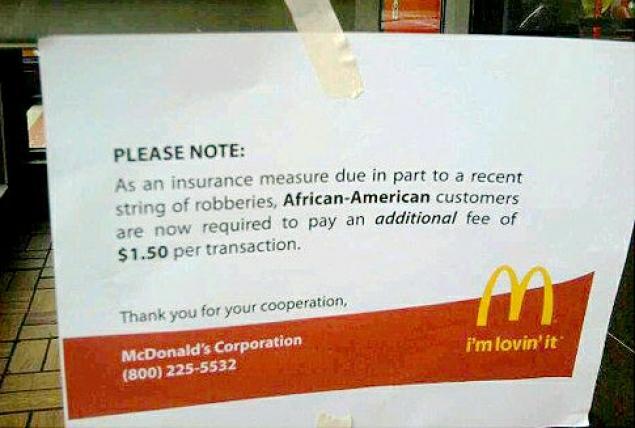 PLEASE NOTE:
As an insurance measure due in part to a recent
string of robberies, African-American customers
are now required to pay an additional fee of
$1.50 per transaction.
Thank you for your cooperation,
McDonald's Corporation
(800) 225-5532
i'm lovin' it